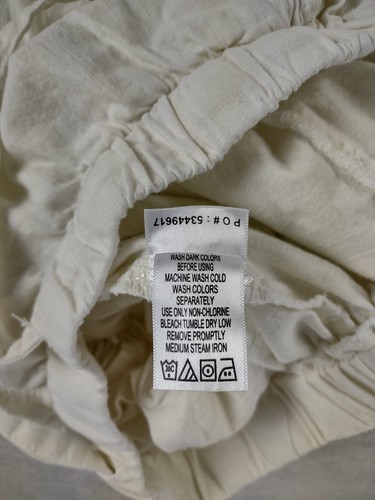 PO#: 53449617
WASH DARK COLORS
BEFORE USING
MACHINE WASH COLD
WASH COLORS
SEPARATELY
USE ONLY NON-CHLORINE
BLEACH TUMBLE DRY LOW
REMOVE PROMPTLY
MEDIUM STEAM IRON
30C